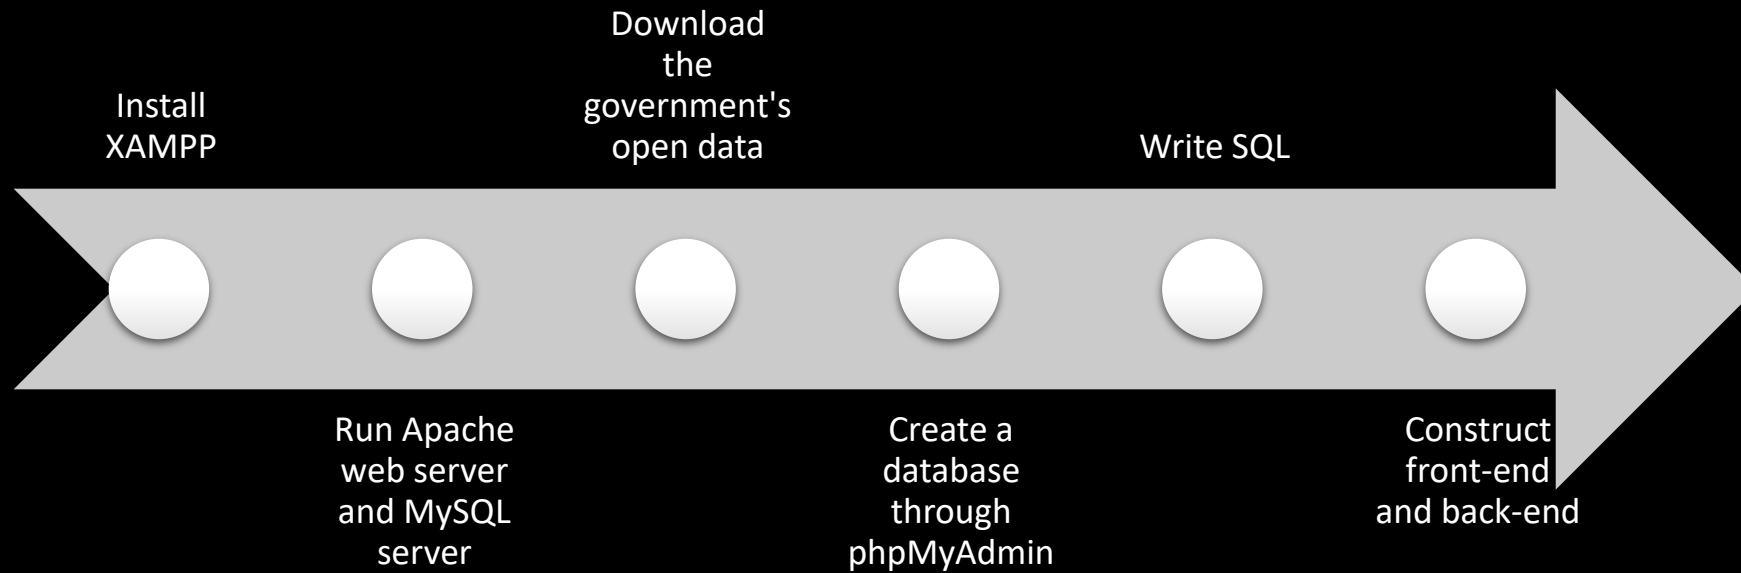 Install
XAMPP
Run Apache
web server
and MySQL
server
Download
the
government's
open data
Create a
database
through
phpMyAdmin
Write SQL
Construct
front-end
and back-end